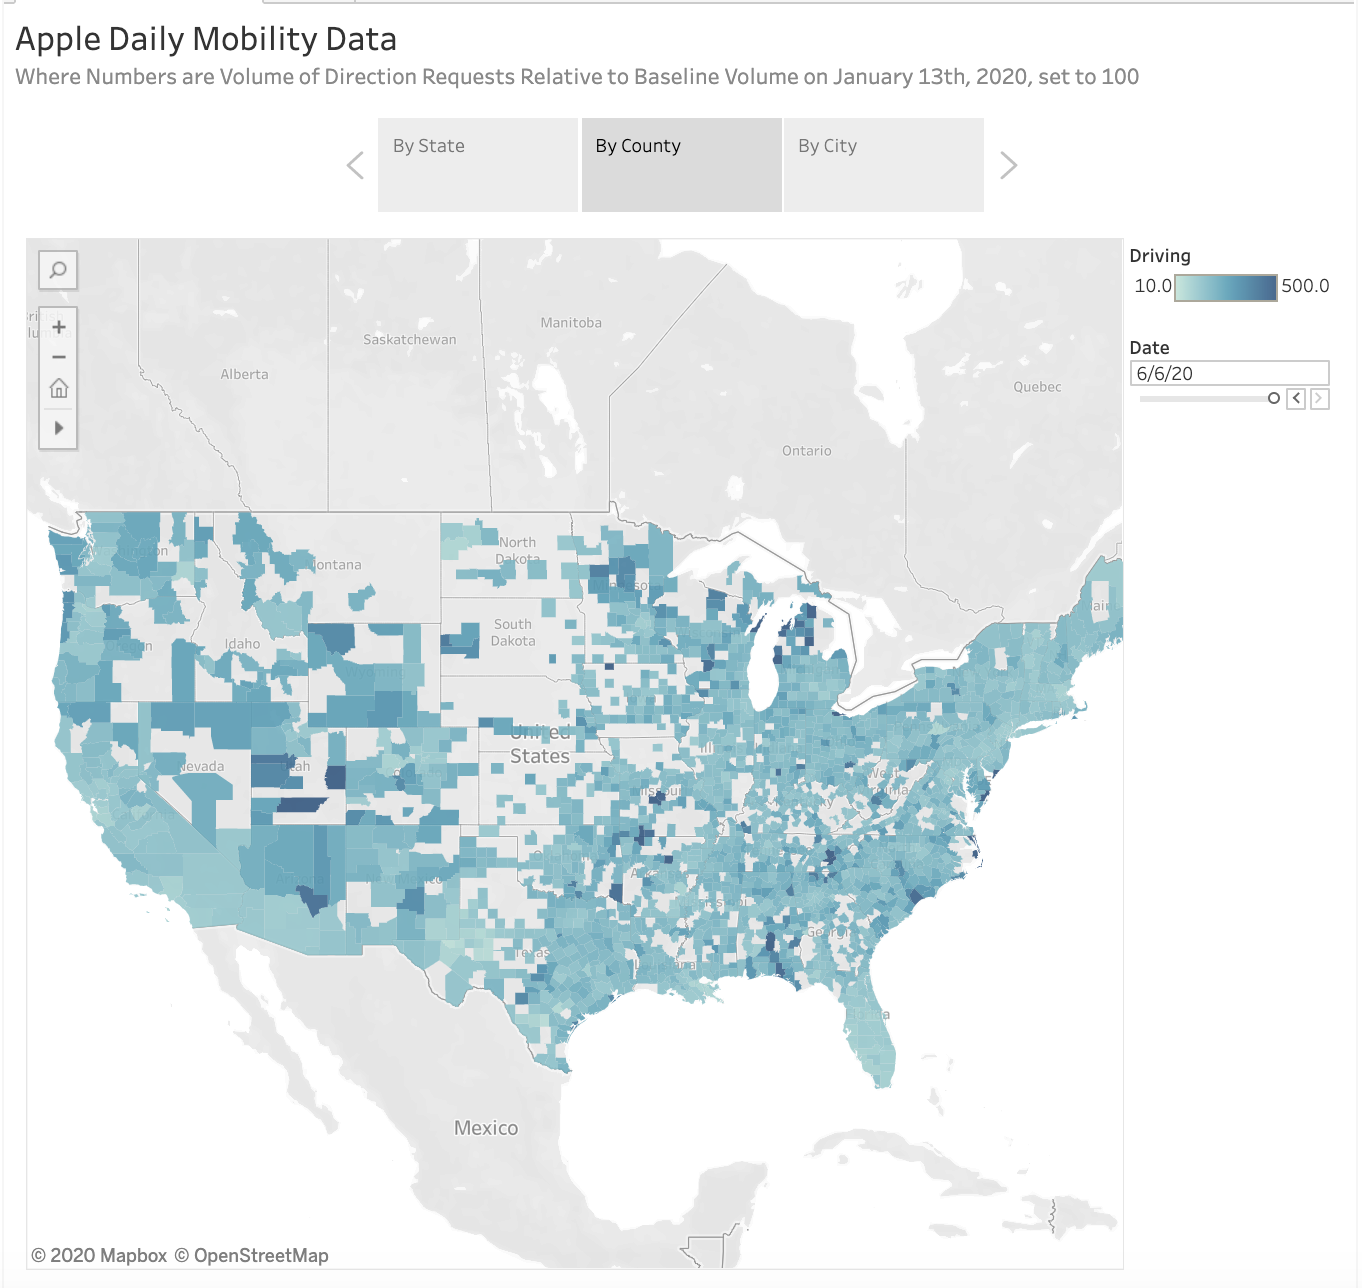 Apple Daily Mobility Data
Where Numbers are Volume of Direction Requests Relative to Baseline Volume on January 13th, 2020, set to 100
By State
By County
By City
Driving
10.0
500.0
Date
6/6/20
Manitoba
Saskatchewan
Alberta
Quebec
Ontario
North
Dakota
South
Dakota
Idaho
United
States
Nevada
Texas
Mexico
© 2020 Mapbox © OpenStreetMap